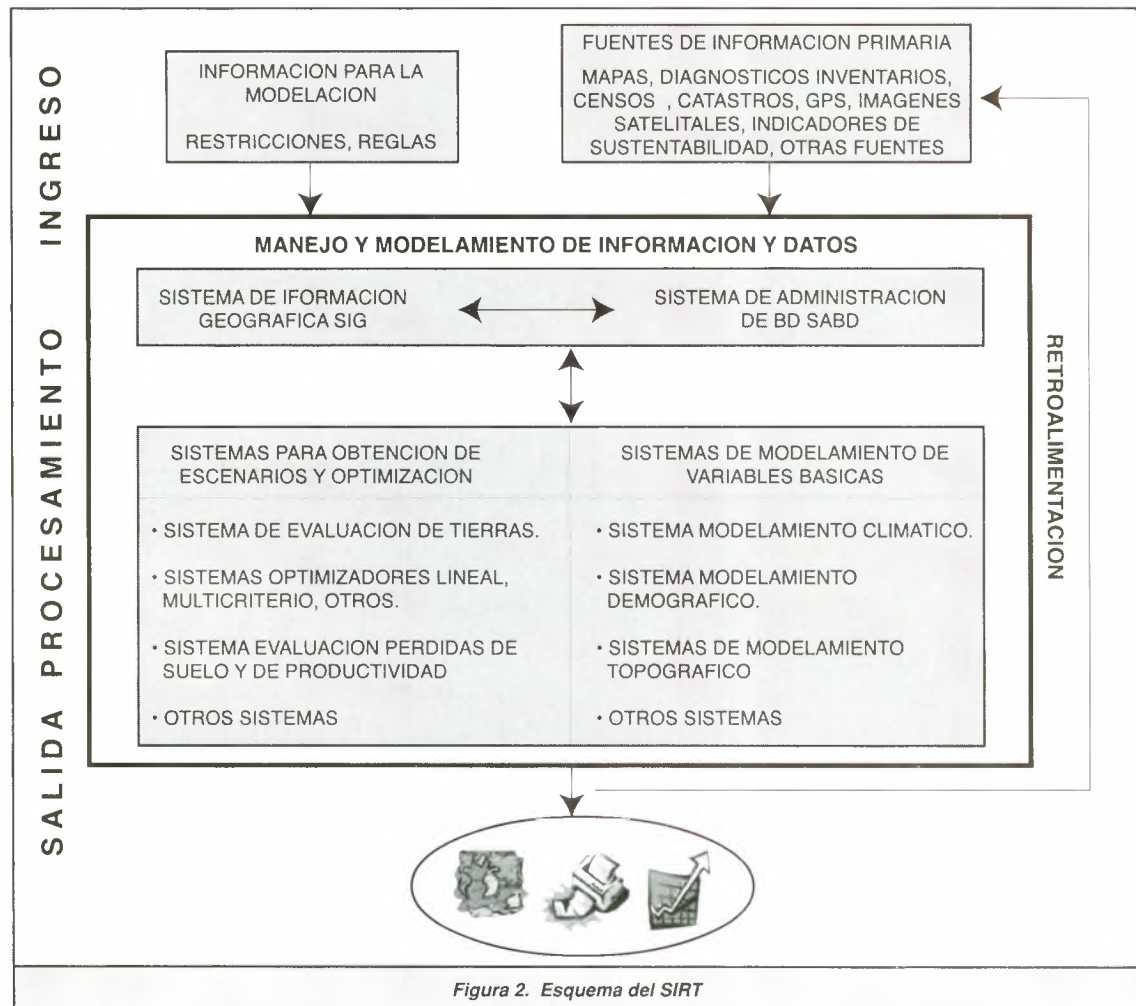 INGRESO
PROCESAMIENTO
SALIDA
INFORMACION PARA LA
MODELACION
RESTRICCIONES, REGLAS
FUENTES DE INFORMACION PRIMARIA
MAPAS, DIAGNOSTICOS INVENTARIOS,
CENSOS , CATASTROS, GPS, IMAGENES
SATELITALES, INDICADORES DE
SUSTENTABILIDAD, OTRAS FUENTES
MANEJO Y MODELAMIENTO DE INFORMACION Y DATOS
SISTEMA DE IFORMACION
GEOGRAFICA SIG
SISTEMA DE ADMINISTRACION
DE BD SABD
SISTEMAS PARA OBTENCION DE
ESCENARIOS Y OPTIMIZACION
• SISTEMA DE EVALUACION DE TIERRAS.
• SISTEMAS OPTIMIZADORES LINEAL,
MULTICRITERIO, OTROS.
• SISTEMA EVALUACION PERDIDAS DE
SUELO Y DE PRODUCTIVIDAD
• OTROS SISTEMAS
SISTEMAS DE MODELAMIENTO DE
VARIABLES BASICAS
• SISTEMA MODELAMIENTO CLIMATICO.
• SISTEMA MODELAMIENTO
DEMOGRAFICO.
• SISTEMAS DE MODELAMIENTO
TOPOGRAFICO
• OTROS SISTEMAS
RETROALIMENTACION
Figura 2. Esquema del SIRT